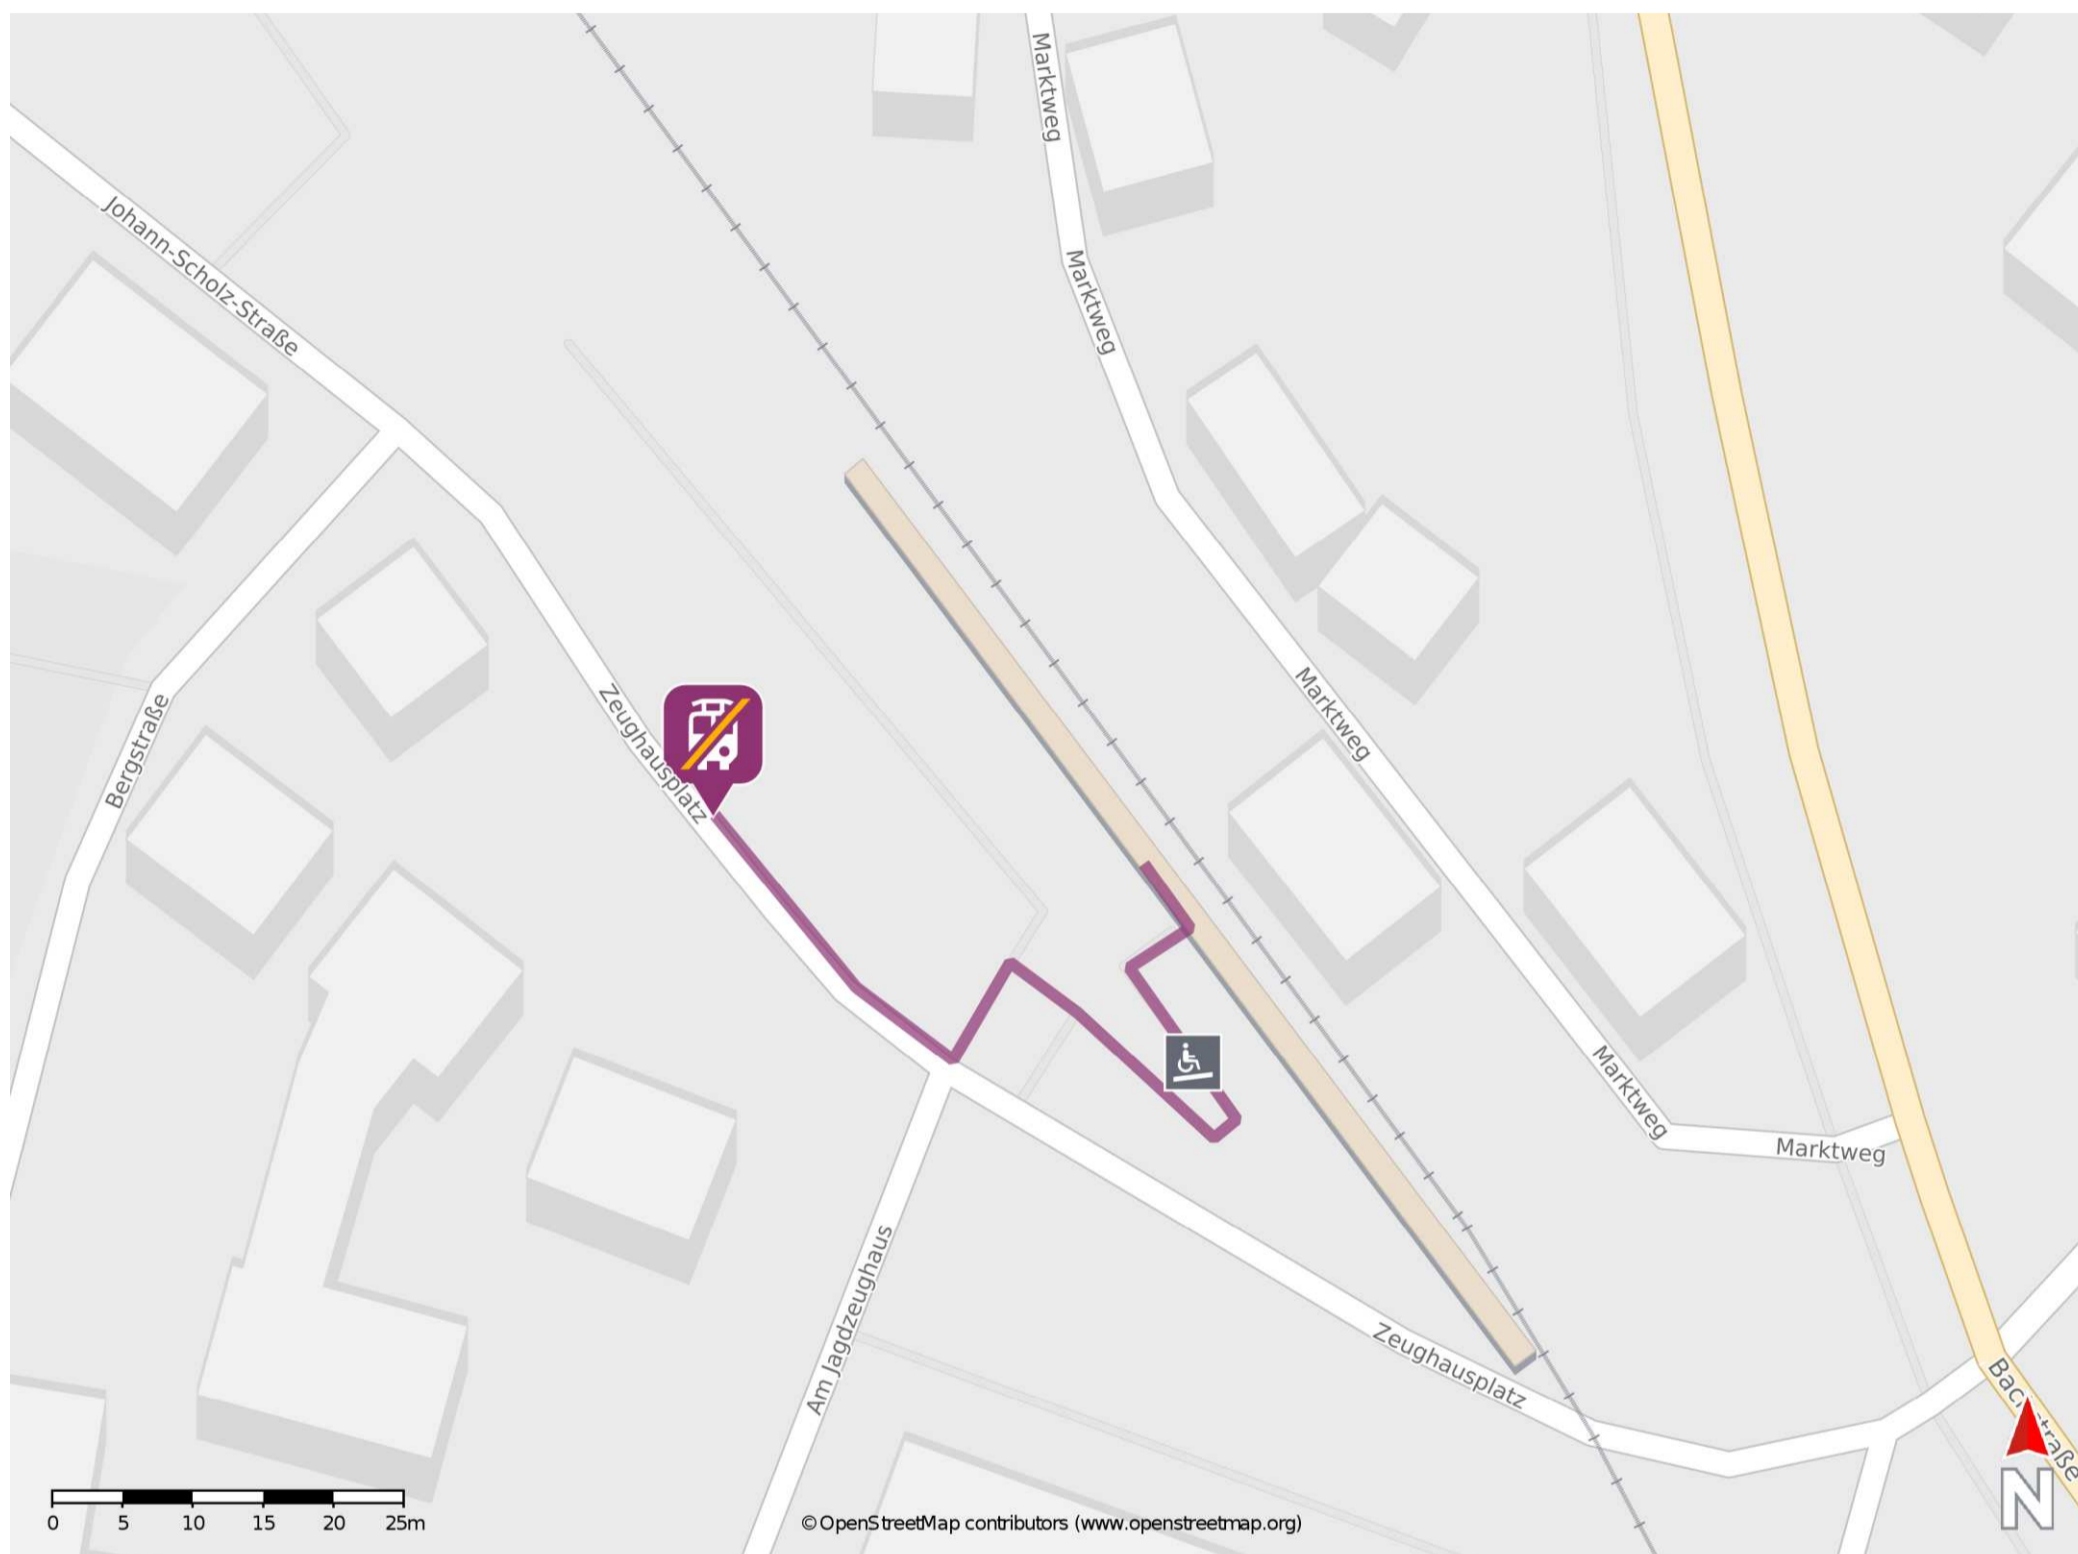 Marktweg
Johann-Scholz-Straße
Marktweg
Marktweg
Zeughausplatz
Bergstraße
Marktweg
Marktweg
Am Jagdzeughaus
Zeughausplatz
0 5 10 15 20 25m
© OpenStreetMap contributors (www.openstreetmap.org)
N